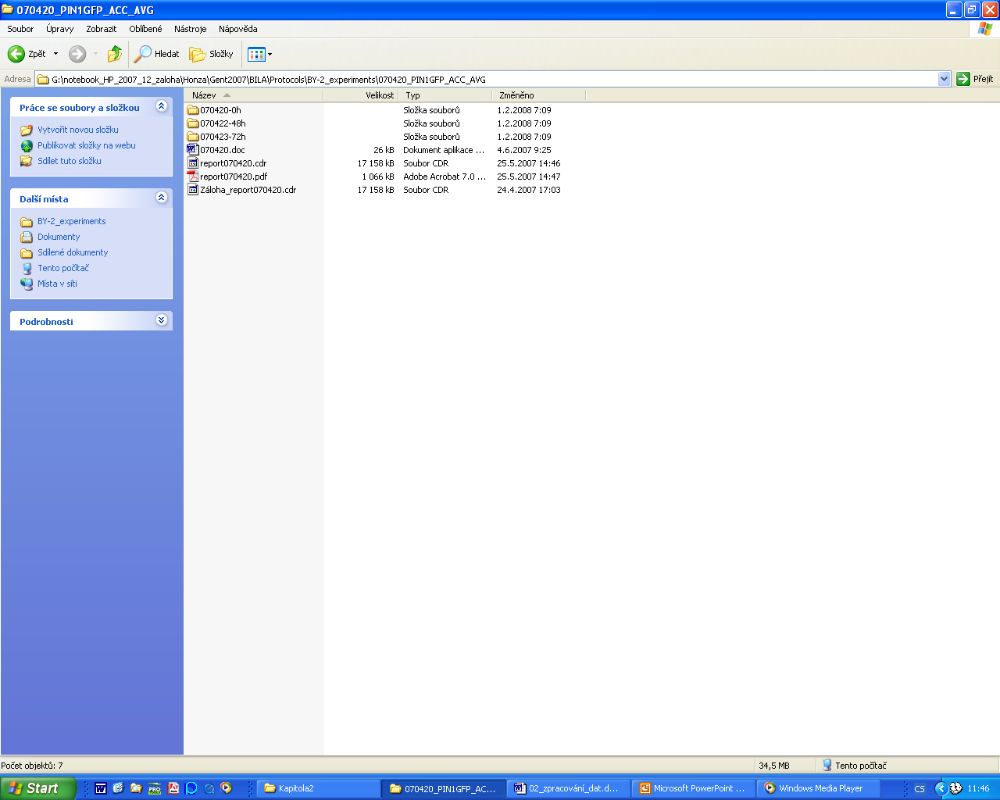 070420_PIN1GFP_ACC_AVG
Soubor Úpravy Zobrazit Oblíbené Nástroje Nápověda
Zpět Hledat Složky
Adresa G:\notebook_HP_2007_12_zaloha\Honza\Gent2007\BILA\Protocols\BY-2_experiments\070420_PIN1GFP_ACC_AVG Přejít
Práce se soubory a složkou
Vytvořit novou složku
Publikovat složky na webu
Sdílet tuto složku
Další místa
BY-2_experiments
Dokumenty
Sdílené dokumenty
Tento počítač
Místa v síti
Podrobnosti
Název Velikost Typ Změněno
070420-0h Složka souborů 1.2.2008 7:09
070422-48h Složka souborů 1.2.2008 7:09
070423-72h Složka souborů 1.2.2008 7:09
070420.doc 26 kB Dokument aplikace ... 4.6.2007 9:25
report070420.cdr 17 158 kB Soubor CDR 25.5.2007 14:46
report070420.pdf 1 066 kB Adobe Acrobat 7.0 ... 25.5.2007 14:47
Záloha_report070420.cdr 17 158 kB Soubor CDR 24.4.2007 17:03
Počet objektů: 7 34,5 MB Tento počítač
Start PRO Kapitola2 070420_PIN1GFP_AC... 02_zpracování_dat.d... Microsoft PowerPoint ... Windows Media Player CS 11:46